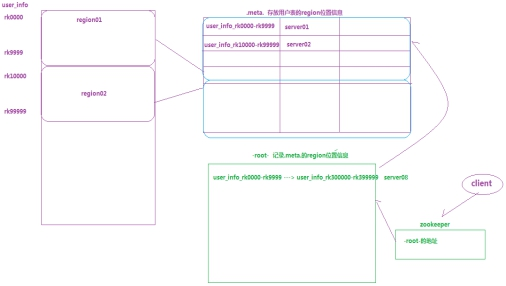 user_info
rk0000
region01
rk9999
rk10000
region02
rk99999
.meta. 存放用户表的region位置信息
user_info_rk0000-rk9999 server01
user_info_rk10000-rk99999 server02
-root- 记录.meta.的region位置信息
user_info_rk0000-rk9999 ---> user_info_rk300000-rk399999 server08
client
zookeeper
-root-的地址